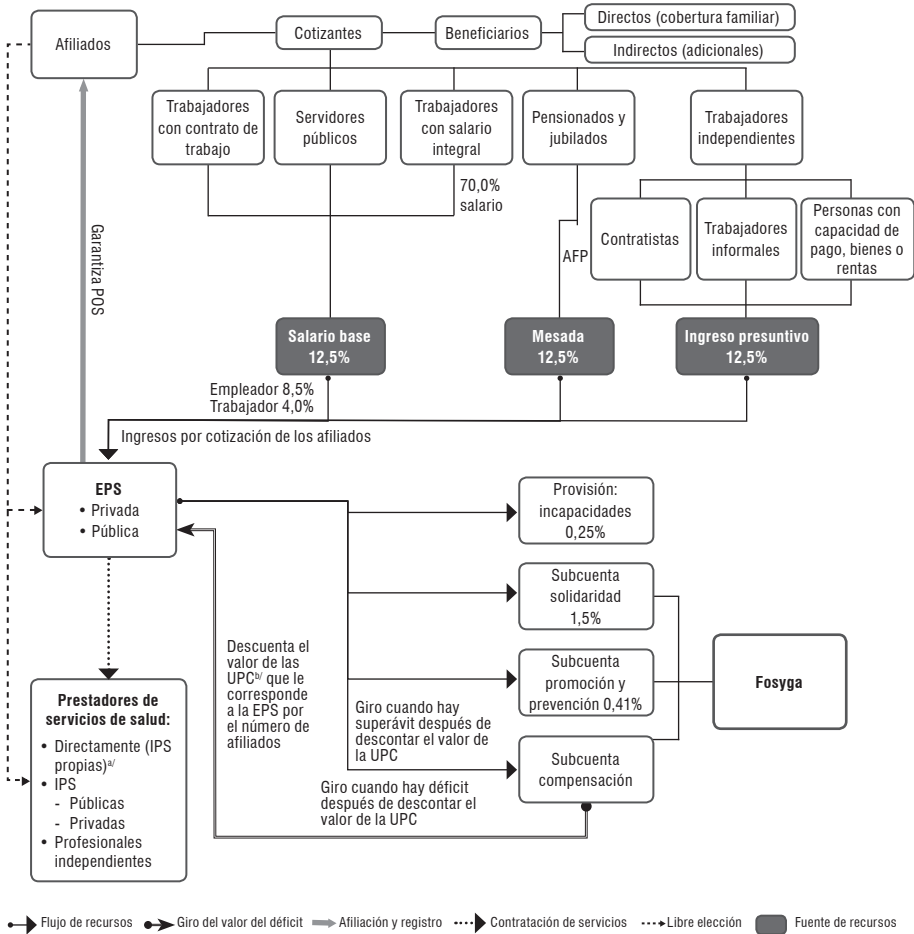 Afiliados
Cotizantes
Beneficiarios
Directos (cobertura familiar)
Indirectos (adicionales)
Trabajadores
con contrato de
trabajo
Servidores
públicos
Trabajadores
con salario
integral
Pensionados y
jubilados
Trabajadores
independientes
70,0%
salario
AFP
Contratistas
Trabajadores
informales
Personas con
capacidad de
pago, bienes o
rentas
Garantiza POS
Salario base
12,5%
Mesada
12,5%
Ingreso presuntivo
12,5%
Empleador 8,5%
Trabajador 4,0%
Ingresos por cotización de los afiliados
EPS
• Privada
• Pública
Provisión:
incapacidades
0,25%
Subcuenta
solidaridad
1,5%
Subcuenta
promoción y
prevención 0,41%
Subcuenta
compensación
Fosyga
Descuenta el
valor de las
UPCb/ que le
corresponde
a la EPS por
el número de
afiliados
Giro cuando hay
superávit después de
descontar el valor de
la UPC
Giro cuando hay déficit
después de descontar el
valor de la UPC
Prestadores de
servicios de salud:
• Directamente (IPS
propias)a/
• IPS
- Públicas
- Privadas
• Profesionales
independientes
Flujo de recursos
Giro del valor del déficit
Afiliación y registro
Contratación de servicios
Libre elección
Fuente de recursos